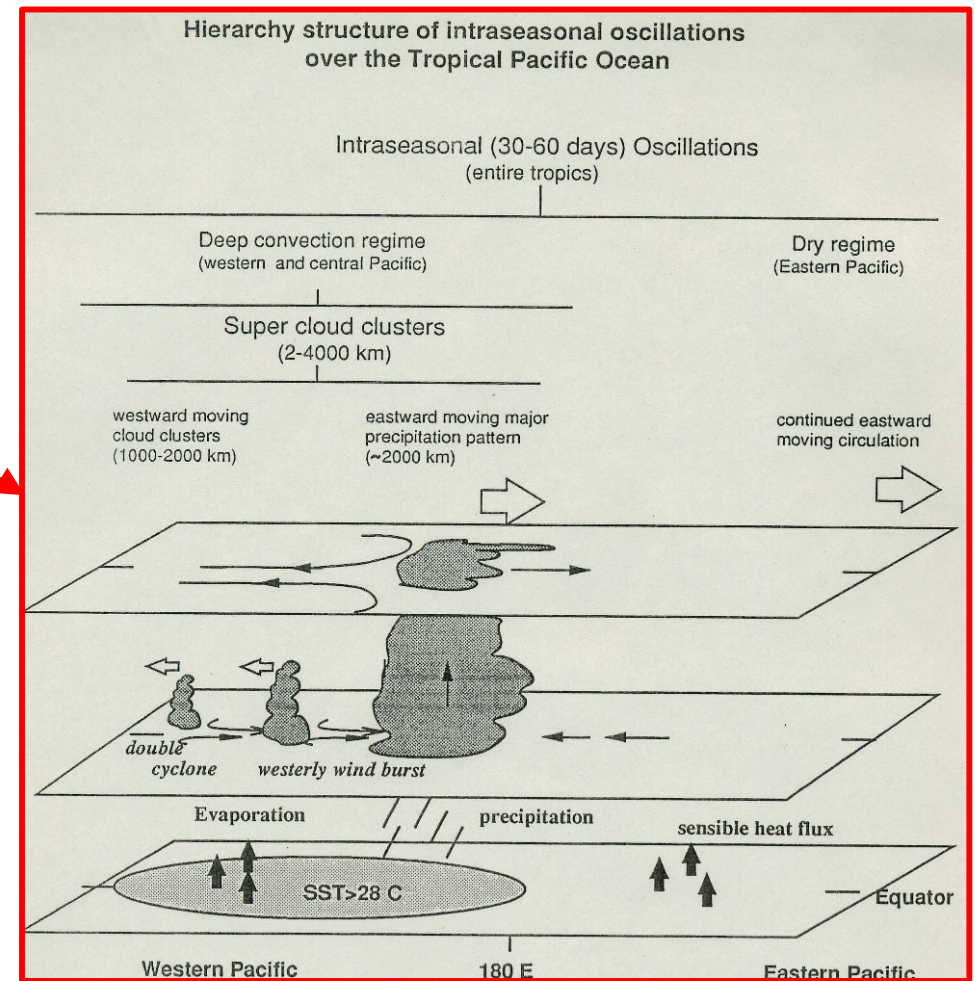 Hierarchy structure of intraseasonal oscillations
over the Tropical Pacific Ocean
Intraseasonal (30-60 days) Oscillations
(entire tropics)
Deep convection regime
(western and central Pacific)
Dry regime
(Eastern Pacific)
Super cloud clusters
(2-4000 km)
westward moving
cloud clusters
(1000-2000 km)
eastward moving major
precipitation pattern
(~2000 km)
continued eastward
moving circulation
double
cyclone
westerly wind burst
Evaporation
precipitation
sensible heat flux
SST>28 C
Equator
Western Pacific
180 E
Eastern Pacific